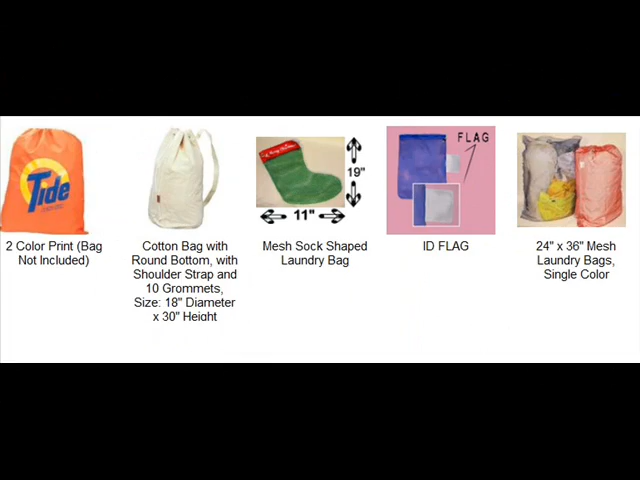 Tide
2 Color Print (Bag
Not Included)
Cotton Bag with
Round Bottom, with
Shoulder Strap and
10 Grommets,
Size: 18" Diameter
x 30" Height
19"
11"
Mesh Sock Shaped
Laundry Bag
FLAG
ID FLAG
24" x 36" Mesh
Laundry Bags,
Single Color